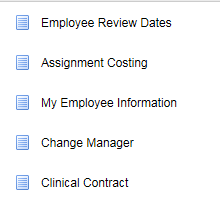 Employee Review Dates
Assignment Costing
My Employee Information
Change Manager
Clinical Contract